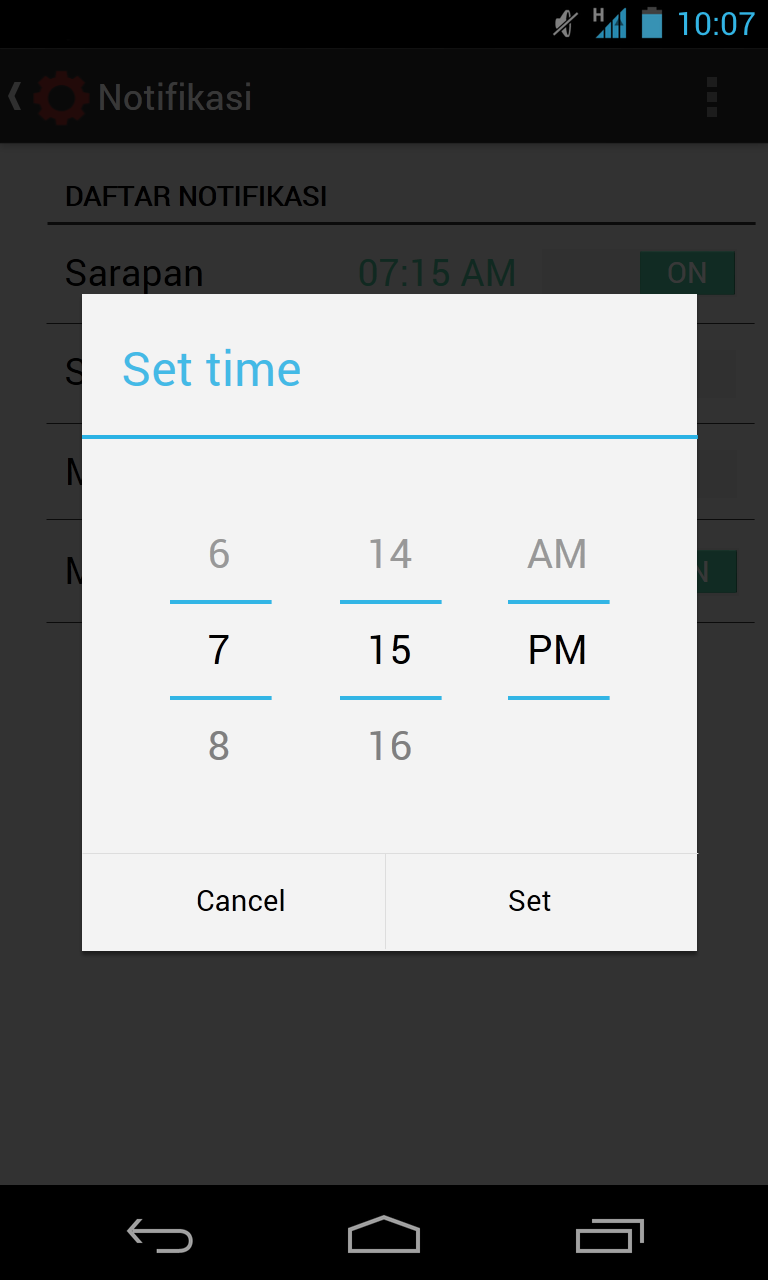 H 10:07
Notifikasi
DAFTAR NOTIFIKASI
Sarapan 07:15 AM ON
Set time
6 14 AM
7 15 PM
8 16
Cancel Set